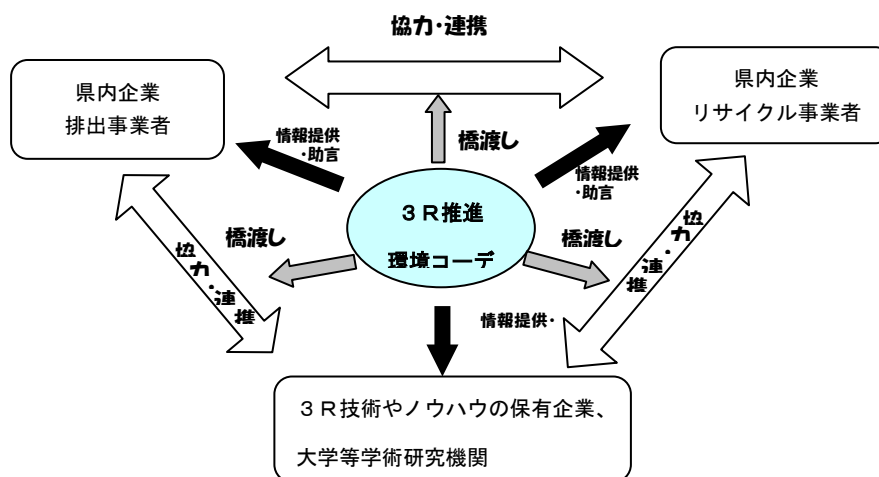 協力・連携
県内企業
排出事業者
県内企業
リサイクル事業者
情報提供
・助言
橋渡し
情報提供
・助言
３Ｒ推進
環境コーデ
橋渡し
橋渡し
協力・連携
協力・連携
情報提供・
３Ｒ技術やノウハウの保有企業、
大学等学術研究機関